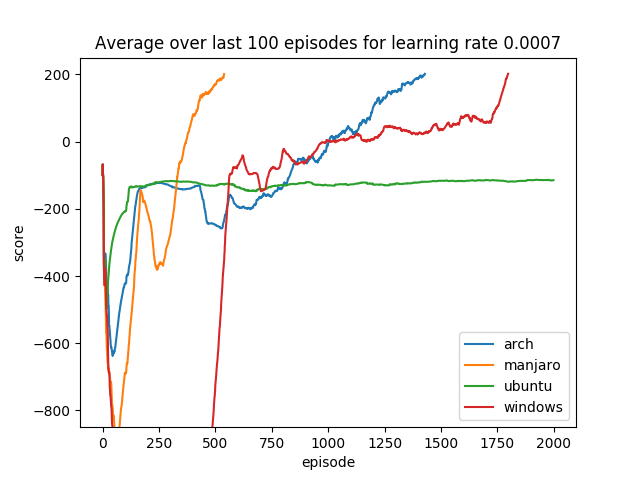 Average over last 100 episodes for learning rate 0.0007
score
200
0
−200
−400
−600
−800
0 250 500 750 1000 1250 1500 1750 2000
episode
arch
manjaro
ubuntu
windows